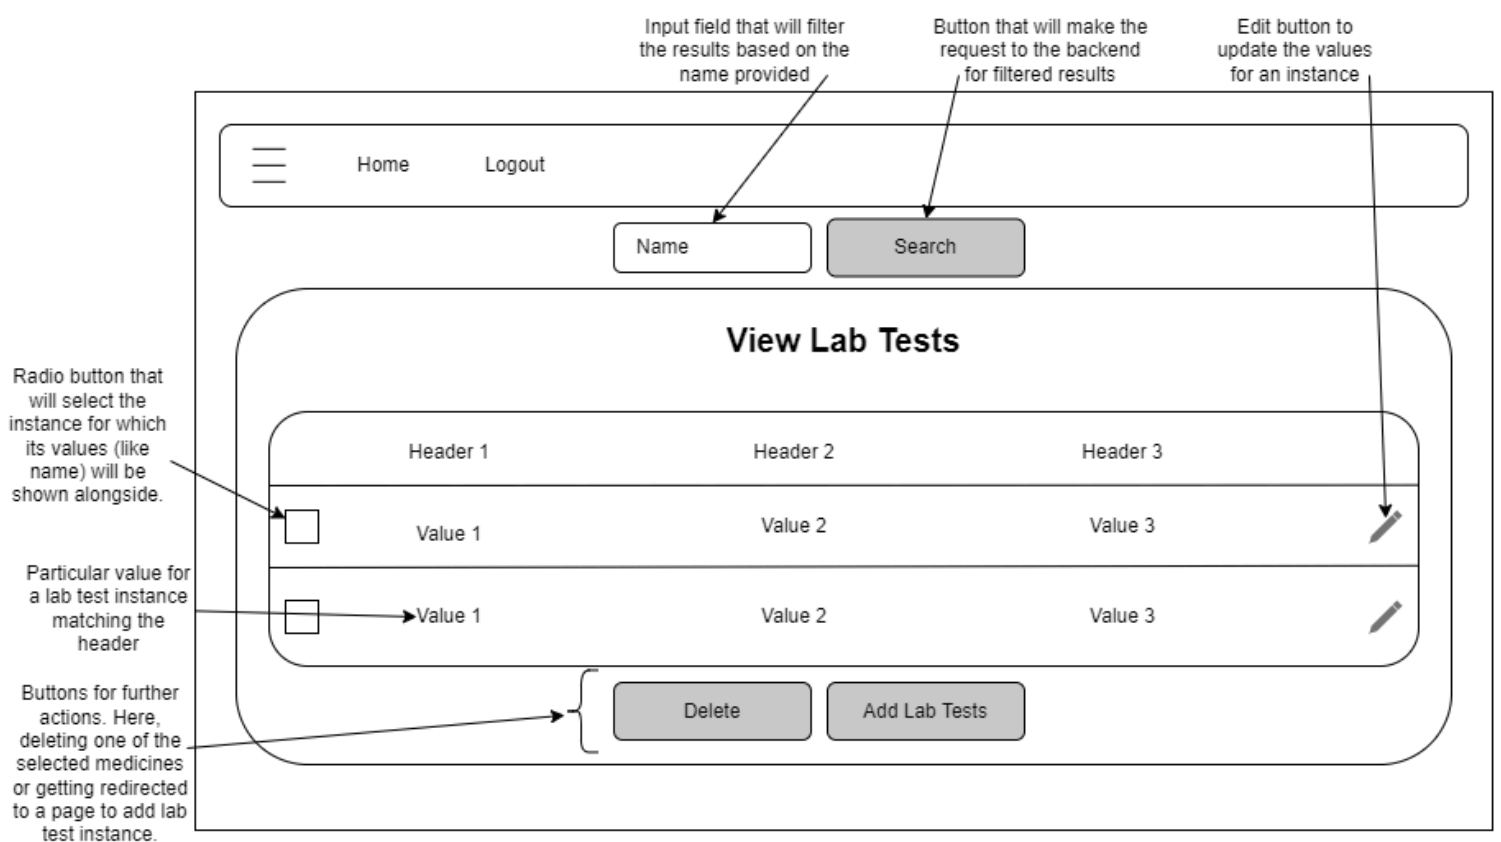 Input field that will filter
the results based on the
name provided
Button that will make the
request to the backend
for filtered results
Edit button to
update the values
for an instance
Home
Logout
Name
Search
View Lab Tests
Radio button that
will select the
instance for which
its values (like
name) will be
shown alongside.
Header 1
Header 2
Header 3
Value 1
Value 2
Value 3
Particular value for
a lab test instance
matching the
header
Value 1
Value 2
Value 3
Buttons for further
actions. Here,
deleting one of the
selected medicines
or getting redirected
to a page to add lab
test instance.
Delete
Add Lab Tests